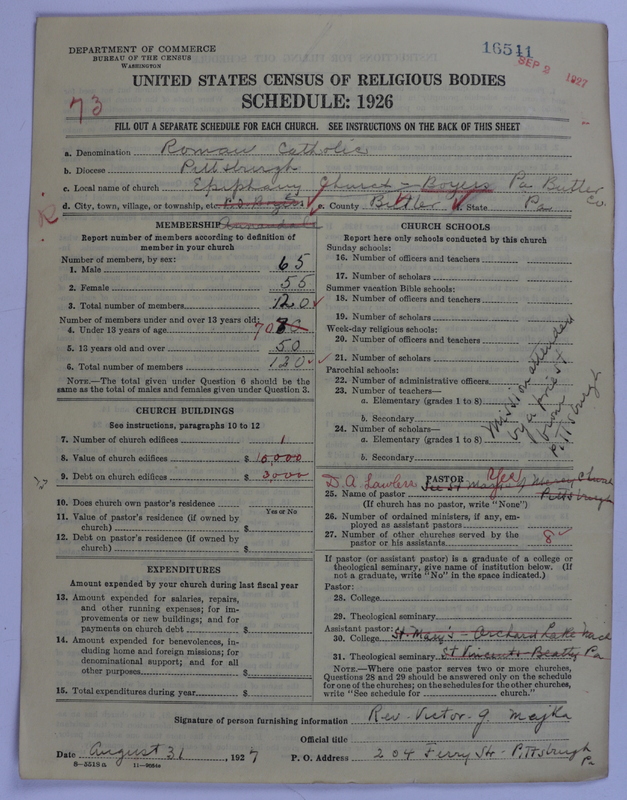 DEPARTMENT OF COMMERCE
BUREAU OF THE CENSUS
WASHINGTON
16511
SEP 2 1927
UNITED STATES CENSUS OF RELIGIOUS BODIES
SCHEDULE: 1926
73
FILL OUT A SEPARATE SCHEDULE FOR EACH CHURCH. SEE INSTRUCTIONS ON THE BACK OF THIS SHEET
a. Denomination Roman Catholic
b. Diocese Pittsburgh
c. Local name of church Epiphany Church - Boyers Pa. Butler Co.
d. City, town, village, or township, etc. e. County Butler f. State Pa
R
MEMBERSHIP Annandale
Report number of members according to definition of
member in your church
Number of members, by sex:
1. Male 65
2. Female 55
3. Total number of members 120
Number of members under and over 13 years old:
4. Under 13 years of age 70
5. 13 years old and over 50
6. Total number of members 120
NOTE.—The total given under Question 6 should be the
same as the total of males and females given under Question 3.
CHURCH BUILDINGS
See instructions, paragraphs 10 to 12
7. Number of church edifices 1
8. Value of church edifices $ 10,000
9. Debt on church edifices $ 3000
10. Does church own pastor's residence
Yes or No
11. Value of pastor's residence (if owned by
church) $
12. Debt on pastor's residence (if owned by
church) $
EXPENDITURES
Amount expended by your church during last fiscal year
13. Amount expended for salaries, repairs,
and other running expenses; for im-
provements or new buildings; and for
payments on church debt $
14. Amount expended for benevolences, in-
cluding home and foreign missions; for
denominational support; and for all
other purposes $
15. Total expenditures during year $
CHURCH SCHOOLS
Report here only schools conducted by this church
Sunday schools:
16. Number of officers and teachers
17. Number of scholars
Summer vacation Bible schools:
18. Number of officers and teachers
19. Number of scholars
Week-day religious schools:
20. Number of officers and teachers
21. Number of scholars
Parochial schools:
22. Number of administrative officers
23. Number of teachers—
a. Elementary (grades 1 to 8)
b. Secondary
24. Number of scholars—
a. Elementary (grades 1 to 8)
b. Secondary
Mission attended
by a priest
from
Pittsburgh
PASTOR Yes
D. A. Lawless
Pittsburgh
25. Name of pastor
(If church has no pastor, write "None")
26. Number of ordained ministers, if any, em-
ployed as assistant pastors
27. Number of other churches served by the
pastor or his assistants 8
If pastor (or assistant pastor) is a graduate of a college or
theological seminary, give name of institution below. (If
not a graduate, write "No" in the space indicated.)
Pastor:
28. College
29. Theological seminary
Assistant pastor:
30. College St. Mary's - Orchard Lake Mich
31. Theological seminary St Vincents - Beatty Pa
NOTE.—Where one pastor serves two or more churches,
Questions 28 and 29 should be answered only on the schedule
for one of the churches; on the schedules for the other churches,
write "See schedule for church."
Signature of person furnishing information Rev. Victor J. Majka
Official title
Date August 31, 1927 P. O. Address 204 Ferry St - Pittsburgh Pa
8-5518a 11-9684e